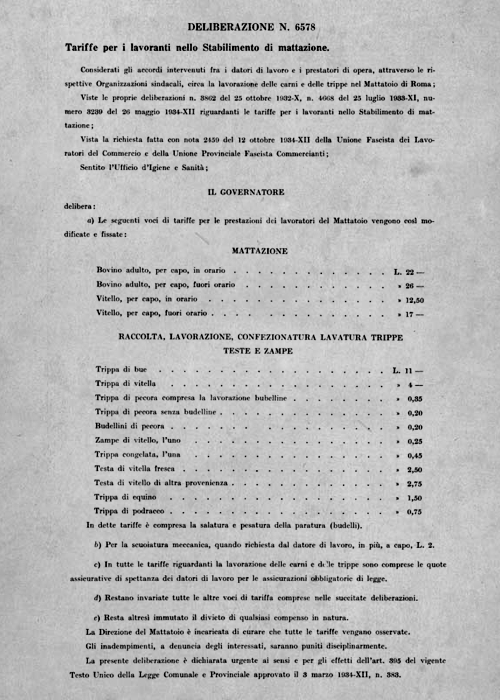 DELIBERAZIONE N. 6578
Tariffe per i lavoranti nello Stabilimento di mattazione.
Considerati gli accordi intervenuti fra i datori di lavoro e i prestatori di opera, attraverso le ri-
spettive Organizzazioni sindacali, circa la lavorazione delle carni e delle trippe nel Mattatoio di Roma;
Viste le proprie deliberazioni n. 3862 del 25 ottobre 1932-X, n. 4668 del 25 luglio 1933-XI, nu-
mero 3239 del 26 maggio 1934-XII riguardanti le tariffe per i lavoranti nello Stabilimento di mat-
tazione;
Vista la richiesta fatta con nota 2459 del 12 ottobre 1934-XII della Unione Fascista dei Lavo-
ratori del Commercio e della Unione Provinciale Fascista Commercianti;
Sentito l'Ufficio d'Igiene e Sanità;
IL GOVERNATORE
delibera:
a) Le seguenti voci di tariffe per le prestazioni dei lavoratori del Mattatoio vengono così mo-
dificate e fissate:
MATTAZIONE
Bovino adulto, per capo, in orario . . . . . . . . . . . . . L. 22 —
Bovino adulto, per capo, fuori orario . . . . . . . . . . . . » 26 —
Vitello, per capo, in orario . . . . . . . . . . . . . . . » 12,50
Vitello, per capo, fuori orario . . . . . . . . . . . . . . » 17 —
RACCOLTA, LAVORAZIONE, CONFEZIONATURA LAVATURA TRIPPE
TESTE E ZAMPE
Trippa di bue . . . . . . . . . . . . . . . . . L. 11 —
Trippa di vitella . . . . . . . . . . . . . . . . » 4 —
Trippa di pecora compresa la lavorazione bubelline . . . . . . . . » 0,35
Trippa di pecora senza budelline . . . . . . . . . . . . . » 0,20
Budellini di pecora . . . . . . . . . . . . . . . . » 0,20
Zampe di vitello, l'uno . . . . . . . . . . . . . . . » 0,25
Trippa congelata, l'una . . . . . . . . . . . . . . . » 0,45
Testa di vitella fresca . . . . . . . . . . . . . . . . » 2,50
Testa di vitello di altra provenienza . . . . . . . . . . . . » 2,75
Trippa di equino . . . . . . . . . . . . . . . . » 1,50
Trippa di podracco . . . . . . . . . . . . . . . . » 0,75
In dette tariffe è compresa la salatura e pesatura della paratura (budelli).
b) Per la scuoiatura meccanica, quando richiesta dal datore di lavoro, in più, a capo, L. 2.
c) In tutte le tariffe riguardanti la lavorazione delle carni e delle trippe sono comprese le quote
assicurative di spettanza dei datori di lavoro per le assicurazioni obbligatorie di legge.
d) Restano invariate tutte le altre voci di tariffa comprese nelle succitate deliberazioni.
e) Resta altresì immutato il divieto di qualsiasi compenso in natura.
La Direzione del Mattatoio è incaricata di curare che tutte le tariffe vengano osservate.
Gli inadempimenti, a denuncia degli interessati, saranno puniti disciplinarmente.
La presente deliberazione è dichiarata urgente ai sensi e per gli effetti dell'art. 395 del vigente
Testo Unico della Legge Comunale e Provinciale approvato il 3 marzo 1934-XII, n. 383.